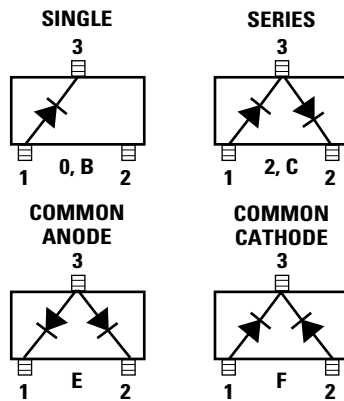 SINGLE
3
1
0, B
2
SERIES
3
1
2, C
2
COMMON
ANODE
3
1
E
2
COMMON
CATHODE
3
1
F
2